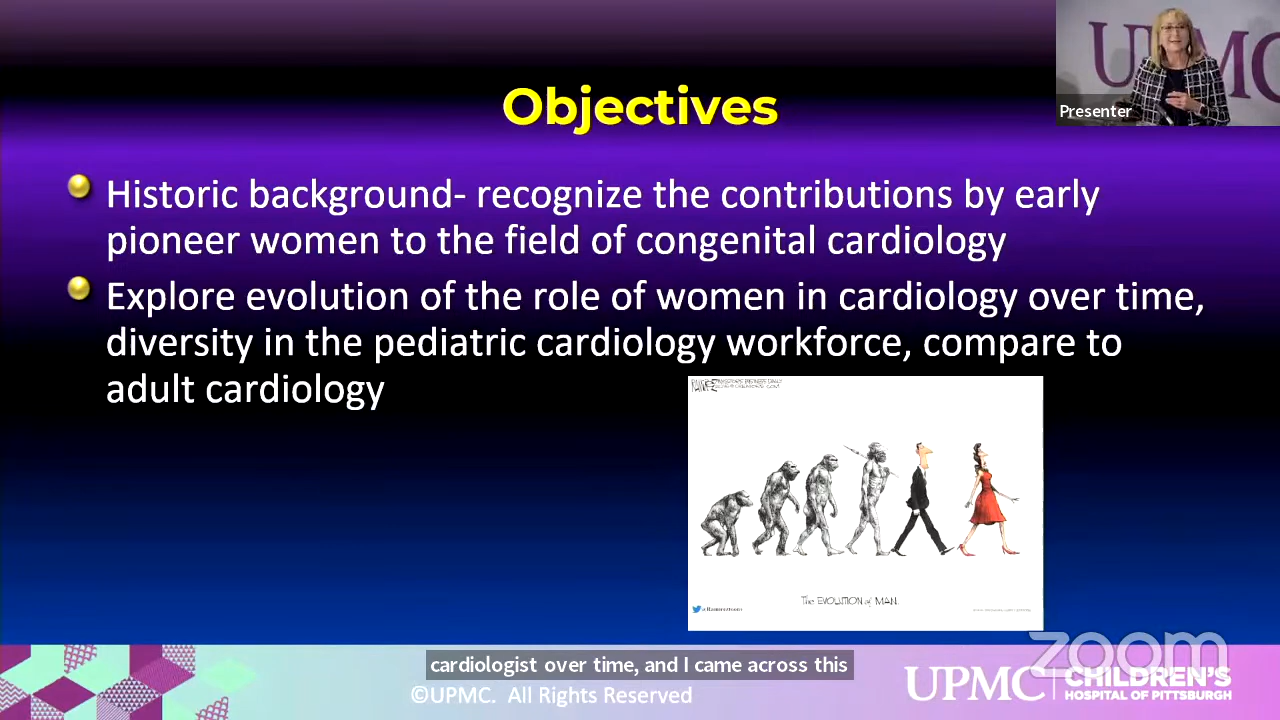 UPMC
Presenter
Objectives
Historic background- recognize the contributions by early
pioneer women to the field of congenital cardiology
Explore evolution of the role of women in cardiology over time,
diversity in the pediatric cardiology workforce, compare to
adult cardiology
The EVOLUTION of MAN.
zoom
cardiologist over time, and I came across this
©UPMC. All Rights Reserved
UPMC CHILDREN'S
HOSPITAL OF PITTSBURGH